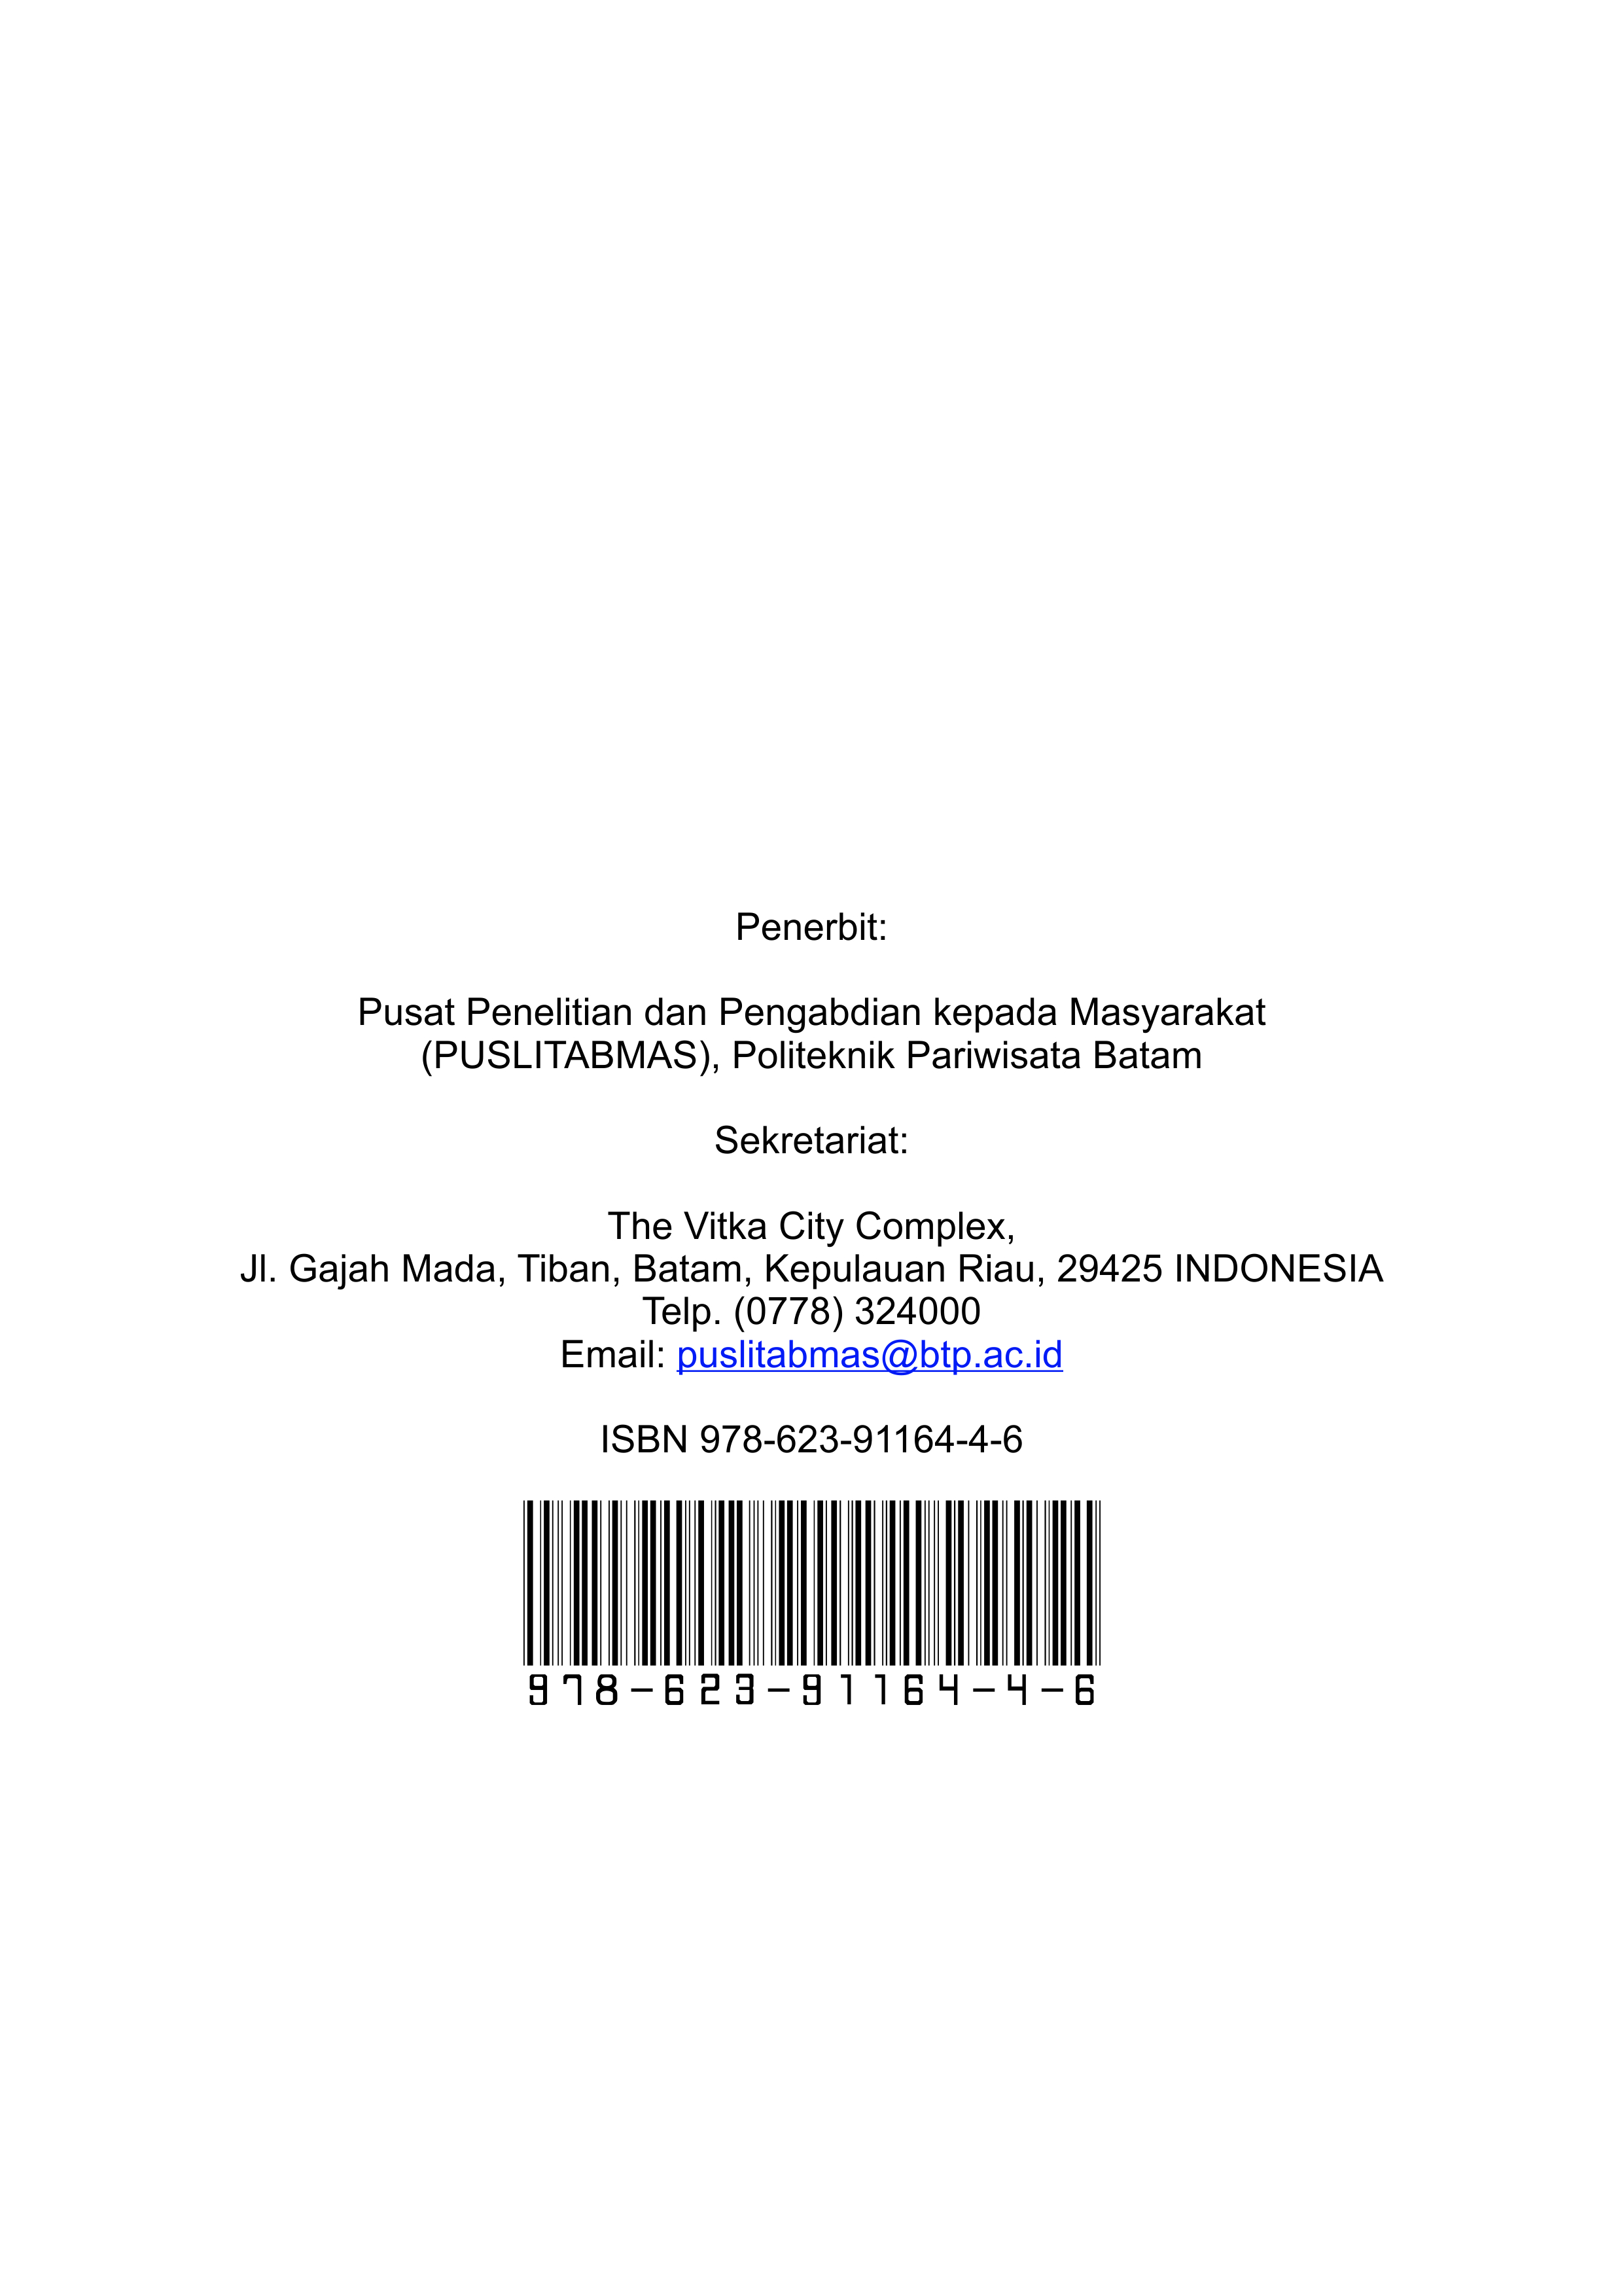 Penerbit:
Pusat Penelitian dan Pengabdian kepada Masyarakat
(PUSLITABMAS), Politeknik Pariwisata Batam
Sekretariat:
The Vitka City Complex,
Jl. Gajah Mada, Tiban, Batam, Kepulauan Riau, 29425 INDONESIA
Telp. (0778) 324000
Email: puslitabmas@btp.ac.id
ISBN 978-623-91164-4-6
978-623-91164-4-6